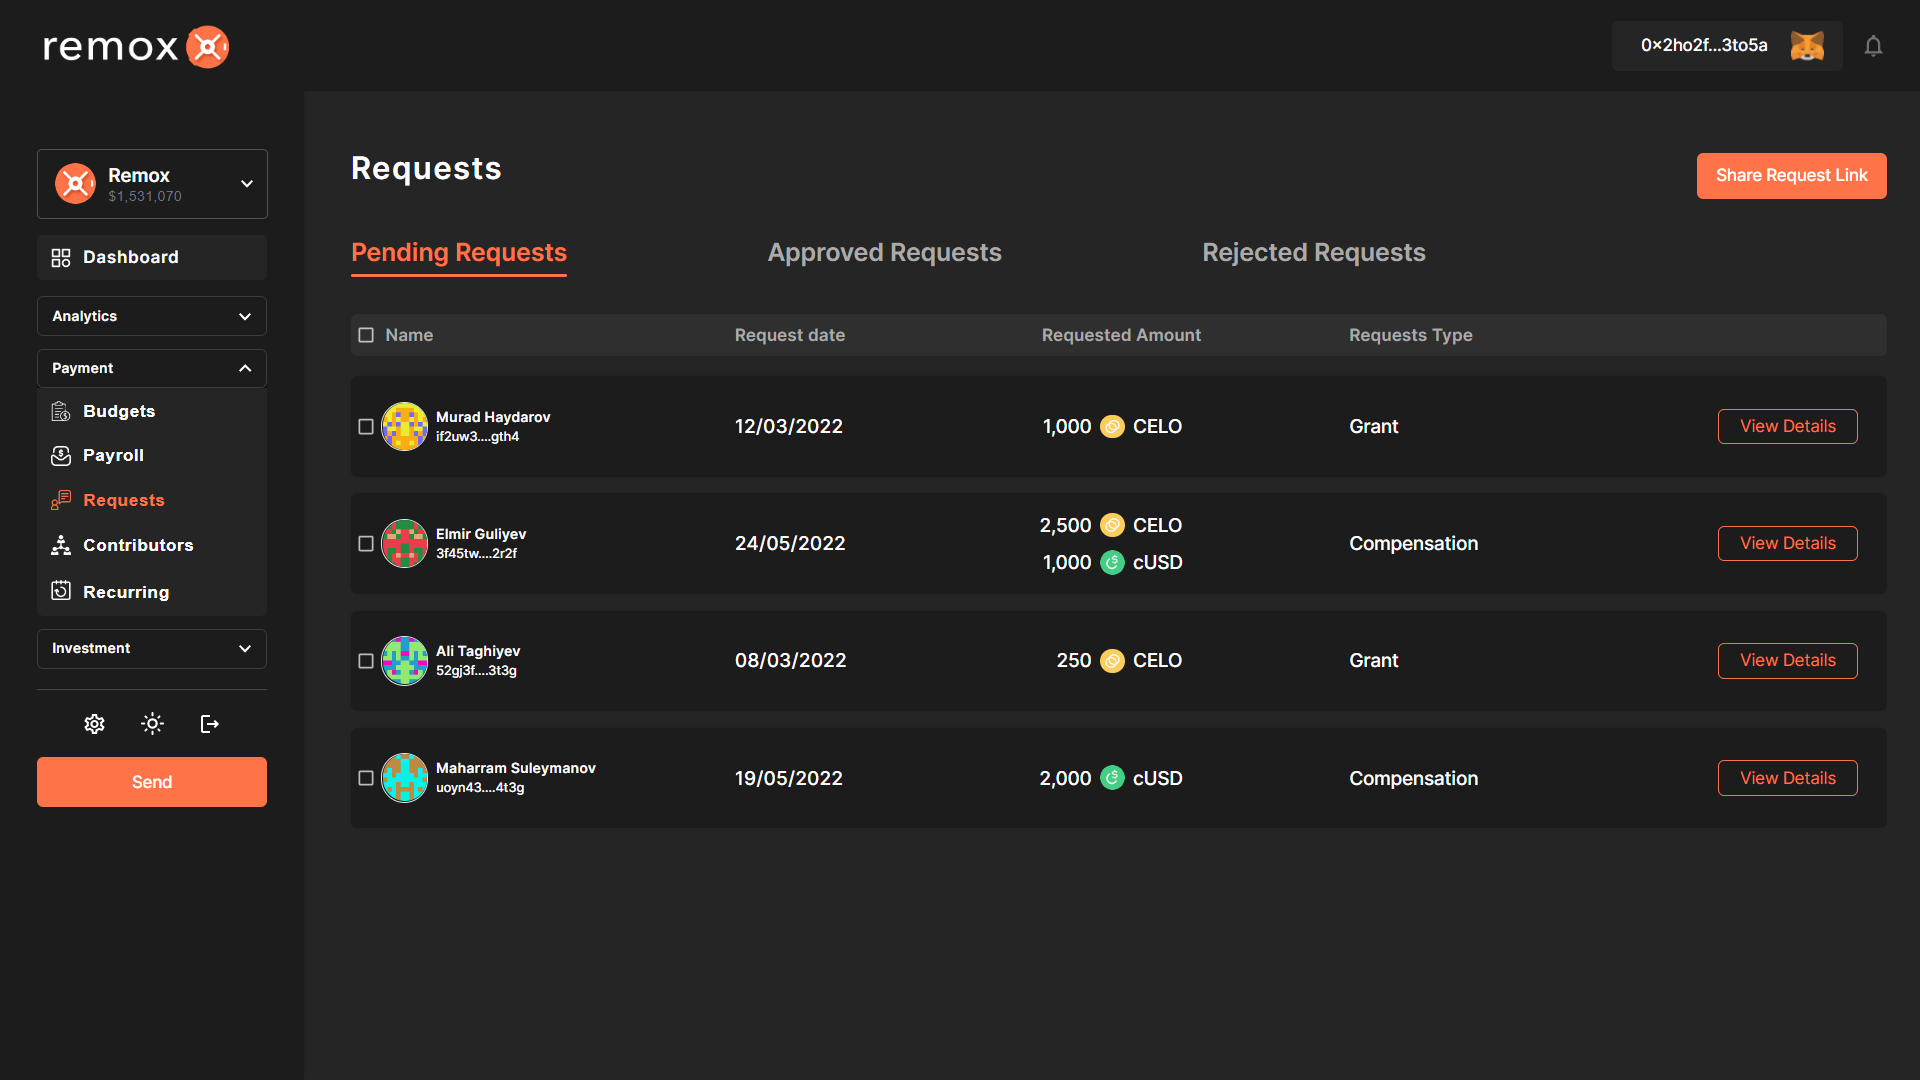 remox
0x2ho2f...3to5a
Remox
$1,531,070
Dashboard
Analytics
Payment
Budgets
Payroll
Requests
Contributors
Recurring
Investment
Send
Requests
Share Request Link
Pending Requests
Approved Requests
Rejected Requests
Name
Request date
Requested Amount
Requests Type
Murad Haydarov
if2uw3....gth4
12/03/2022
1,000 CELO
Grant
View Details
Elmir Guliyev
3f45tw....2r2f
24/05/2022
2,500 CELO
1,000 cUSD
Compensation
View Details
Ali Taghiyev
52gj3f....3t3g
08/03/2022
250 CELO
Grant
View Details
Maharram Suleymanov
uoyn43....4t3g
19/05/2022
2,000 cUSD
Compensation
View Details